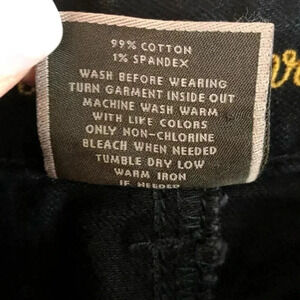 99% COTTON
1% SPANDEX
WASH BEFORE WEARING
TURN GARMENT INSIDE OUT
MACHINE WASH WARM
WITH LIKE COLORS
ONLY NON-CHLORINE
BLEACH WHEN NEEDED
TUMBLE DRY LOW
WARM IRON
IF NEEDED